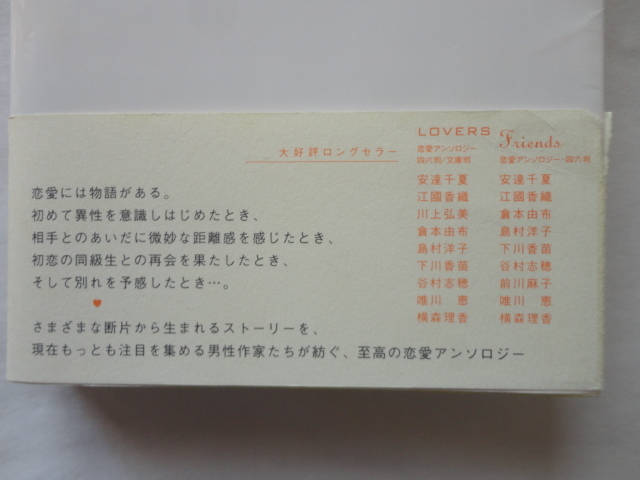 大好評ロングセラー
LOVERS
恋愛アンソロジー
四六判/文庫判
安達千夏
江國香織
川上弘美
倉本由布
島村洋子
下川香苗
谷村志穂
唯川 恵
横森理香
Friends
恋愛アンソロジー・四六判
安達千夏
江國香織
倉本由布
島村洋子
下川香苗
谷村志穂
前川麻子
唯川 恵
横森理香
恋愛には物語がある。
初めて異性を意識しはじめたとき、
相手とのあいだに微妙な距離感を感じたとき、
初恋の同級生との再会を果たしたとき、
そして別れを予感したとき…。
さまざまな断片から生まれるストーリーを、
現在もっとも注目を集める男性作家たちが紡ぐ、至高の恋愛アンソロジー